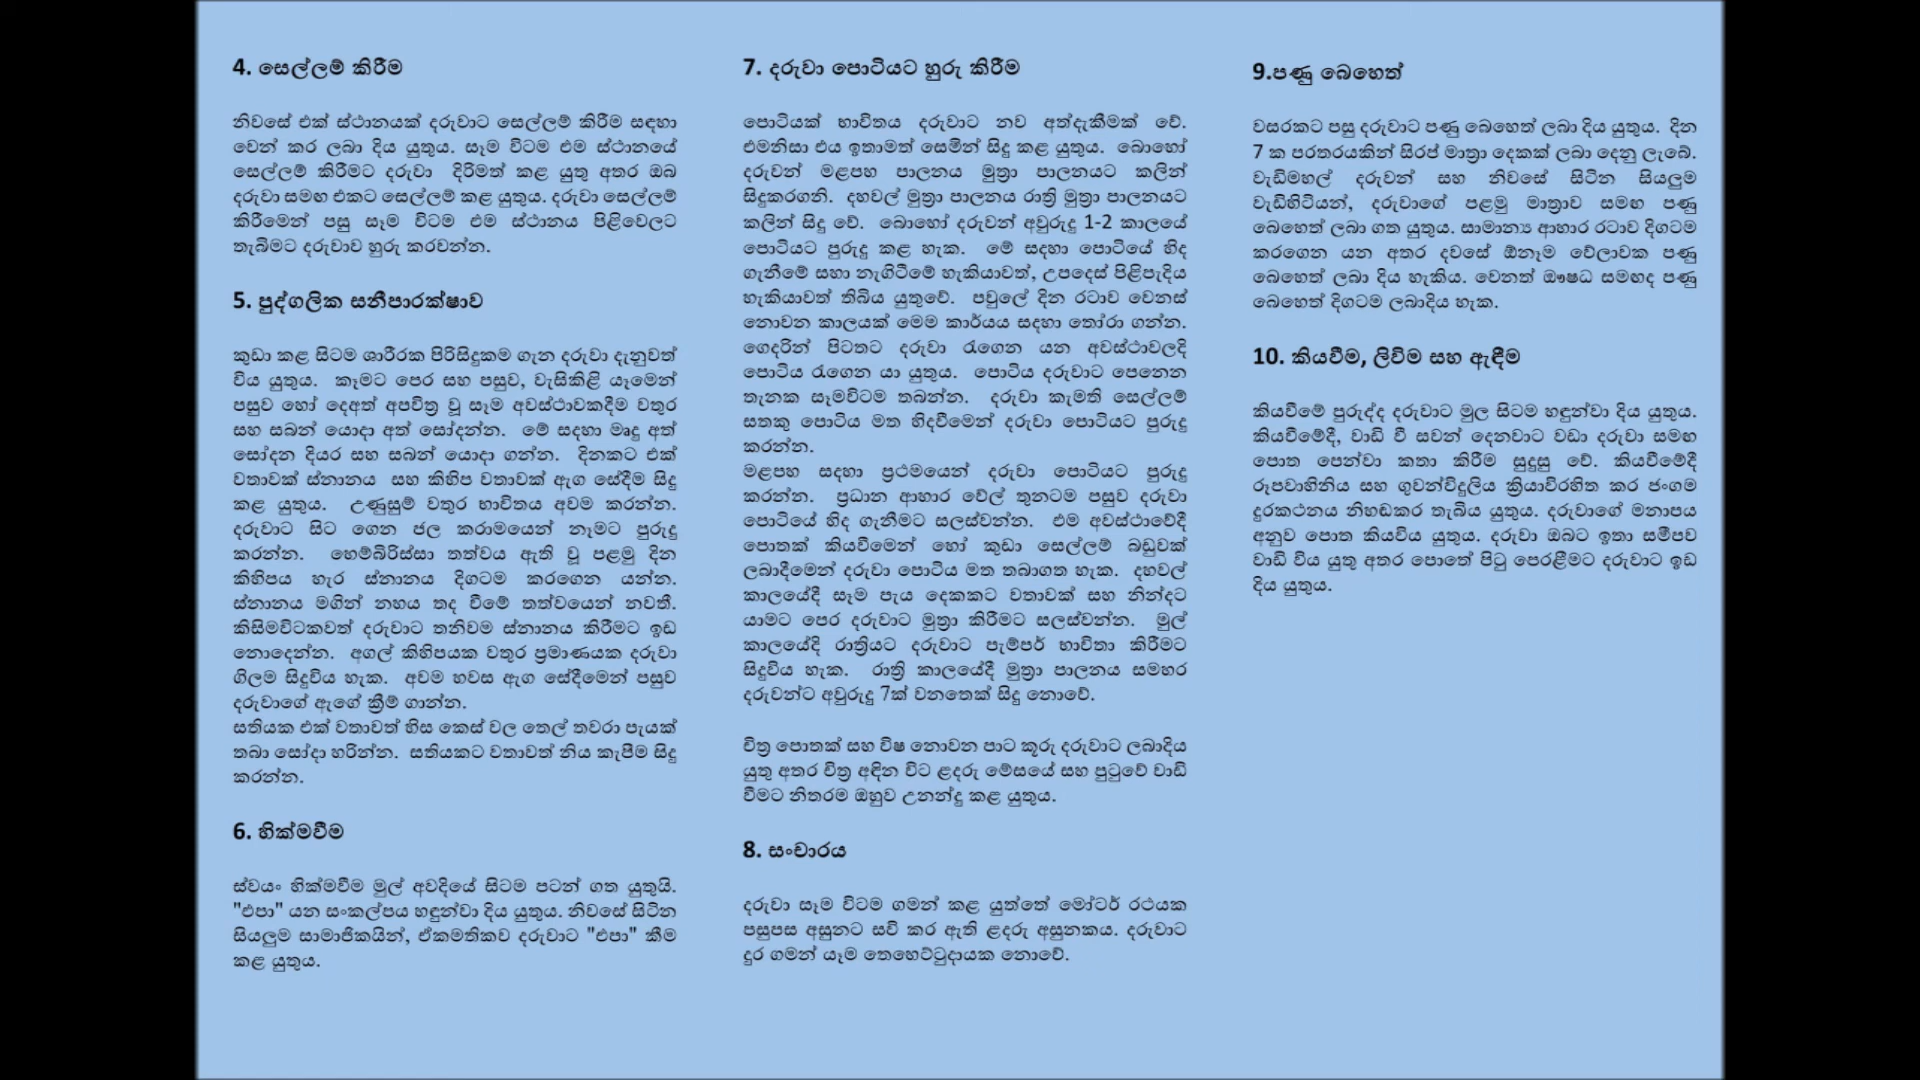 4. සෙල්ලම් කිරීම
නිවසේ එක් ස්ථානයක් දරුවාට සෙල්ලම් කිරීම සඳහා
වෙන් කර ලබා දිය යුතුය. සෑම විටම එම ස්ථානයේ
සෙල්ලම් කිරීමට දරුවා දිරිමත් කළ යුතු අතර ඔබ
දරුවා සමඟ එකට සෙල්ලම් කළ යුතුය. දරුවා සෙල්ලම්
කිරීමෙන් පසු සෑම විටම එම ස්ථානය පිළිවෙලට
තැබිමට දරුවාව හුරු කරවන්න.
5. පුද්ගලික සනීපාරක්ෂාව
කුඩා කළ සිටම ශාරීරක පිරිසිදුකම ගැන දරුවා දැනුවත්
විය යුතුය. කෑමට පෙර සහ පසුව, වැසිකිළි යෑමෙන්
පසුව හෝ දෙඅත් අපවිත්‍ර වූ සෑම අවස්ථාවකදීම වතුර
සහ සබන් යොදා අත් සෝදන්න. මේ සදහා මෘදු අත්
සෝදන දියර සහ සබන් යොදා ගන්න. දිනකට එක්
වතාවක් ස්නානය සහ කිහිප වතාවක් ඇග සේදීම සිදු
කළ යුතුය. උණුසුම් වතුර භාවිතය අවම කරන්න.
දරුවාට සිට ගෙන ජල කරාමයෙන් නෑමට පුරුදු
කරන්න. හෙම්බිරිස්සා තත්වය ඇති වූ පළමු දින
කිහිපය හැර ස්නානය දිගටම කරගෙන යන්න.
ස්නානය මගින් නහය තද වීමේ තත්වයෙන් නවතී.
කිසිමවිටකවත් දරුවාට තනිවම ස්නානය කිරීමට ඉඩ
නොදෙන්න. අගල් කිහිපයක වතුර ප්‍රමාණයක දරුවා
ගිලම සිදුවිය හැක. අවම හවස ඇග සේදීමෙන් පසුව
දරුවාගේ ඇගේ ක්‍රීම් ගාන්න.
සතියක එක් වතාවත් හිස කෙස් වල තෙල් තවරා පැයක්
තබා සෝදා හරින්න. සතියකට වතාවත් නිය කැපීම සිදු
කරන්න.
6. හික්මවීම
ස්වයං හික්මවීම මුල් අවදියේ සිටම පටන් ගත යුතුයි.
"එපා" යන සංකල්පය හඳුන්වා දිය යුතුය. නිවසේ සිටින
සියලුම සාමාජිකයින්, ඒකමතිකව දරුවාට "එපා" කීම
කළ යුතුය.
7. දරුවා පොටියට හුරු කිරීම
පොටියක් භාවිතය දරුවාට නව අත්දැකීමක් වේ.
එමනිසා එය ඉතාමත් සෙමින් සිදු කළ යුතුය. බොහෝ
දරුවන් මළපහ පාලනය මුත්‍රා පාලනයට කලින්
සිදුකරගනි. දහවල් මුත්‍රා පාලනය රාත්‍රි මුත්‍රා පාලනයට
කලින් සිදු වේ. බොහෝ දරුවන් අවුරුදු 1-2 කාලයේ
පොටියට පුරුදු කළ හැක. මේ සදහා පොටියේ හිද
ගැනීමේ සහා නැගිටීමේ හැකියාවත්, උපදෙස් පිළිපැදිය
හැකියාවත් තිබිය යුතුවේ. පවුලේ දින රටාව වෙනස්
නොවන කාලයක් මෙම කාර්යය සදහා තෝරා ගන්න.
ගෙදරින් පිටතට දරුවා රැගෙන යන අවස්ථාවලදි
පොටිය රැගෙන යා යුතුය. පොටිය දරුවාට පෙනෙන
තැනක සෑමවිටම තබන්න. දරුවා කැමති සෙල්ලම්
සතකු පොටිය මත හිදවීමෙන් දරුවා පොටියට පුරුදු
කරන්න.
මළපහ සදහා ප්‍රථමයෙන් දරුවා පොටියට පුරුදු
කරන්න. ප්‍රධාන ආහාර වේල් තුනටම පසුව දරුවා
පොටියේ හිද ගැනීමට සලස්වන්න. එම අවස්ථාවේදී
පොතක් කියවීමෙන් හෝ කුඩා සෙල්ලම් බඩුවක්
ලබාදීමෙන් දරුවා පොටිය මත තබාගත හැක. දහවල්
කාලයේදී සෑම පැය දෙකකට වතාවක් සහ නින්දට
යාමට පෙර දරුවාට මුත්‍රා කිරීමට සලස්වන්න. මුල්
කාලයේදි රාත්‍රියට දරුවාට පැම්පර් භාවිතා කිරීමට
සිදුවිය හැක. රාත්‍රි කාලයේදී මුත්‍රා පාලනය සමහර
දරුවන්ට අවුරුදු 7ක් වනතෙක් සිදු නොවේ.
චිත්‍ර පොතක් සහ විෂ නොවන පාට කූරු දරුවාට ලබාදිය
යුතු අතර චිත්‍ර අඳින විට ළදරු මේසයේ සහ පුටුවේ වාඩි
වීමට නිතරම ඔහුව උනන්දු කළ යුතුය.
8. සංචාරය
දරුවා සෑම විටම ගමන් කළ යුත්තේ මෝටර් රථයක
පසුපස අසුනට සවි කර ඇති ළදරු අසුනකය. දරුවාට
දුර ගමන් යෑම තෙහෙට්ටුදායක නොවේ.
9.පණු බෙහෙත්
වසරකට පසු දරුවාට පණු බෙහෙත් ලබා දිය යුතුය. දින
7 ක පරතරයකින් සිරප් මාත්‍රා දෙකක් ලබා දෙනු ලැබේ.
වැඩිමහල් දරුවන් සහ නිවසේ සිටින සියලුම
වැඩිහිටියන්, දරුවාගේ පළමු මාත්‍රාව සමඟ පණු
බෙහෙත් ලබා ගත යුතුය. සාමාන්‍ය ආහාර රටාව දිගටම
කරගෙන යන අතර දවසේ ඕනෑම වේලාවක පණු
බෙහෙත් ලබා දිය හැකිය. වෙනත් ඖෂධ සමඟද පණු
බෙහෙත් දිගටම ලබාදිය හැක.
10. කියවීම, ලිවිම සහ ඇඳීම
කියවීමේ පුරුද්ද දරුවාට මුල සිටම හඳුන්වා දිය යුතුය.
කියවීමේදී, වාඩි වී සවන් දෙනවාට වඩා දරුවා සමඟ
පොත පෙන්වා කතා කිරීම සුදුසු වේ. කියවීමේදී
රූපවාහිනිය සහ ගුවන්විදුලිය ක්‍රියාවිරහිත කර ජංගම
දුරකථනය නිහඬකර තැබිය යුතුය. දරුවාගේ මනාපය
අනුව පොත කියවිය යුතුය. දරුවා ඔබට ඉතා සමීපව
වාඩි විය යුතු අතර පොතේ පිටු පෙරළීමට දරුවාට ඉඩ
දිය යුතුය.